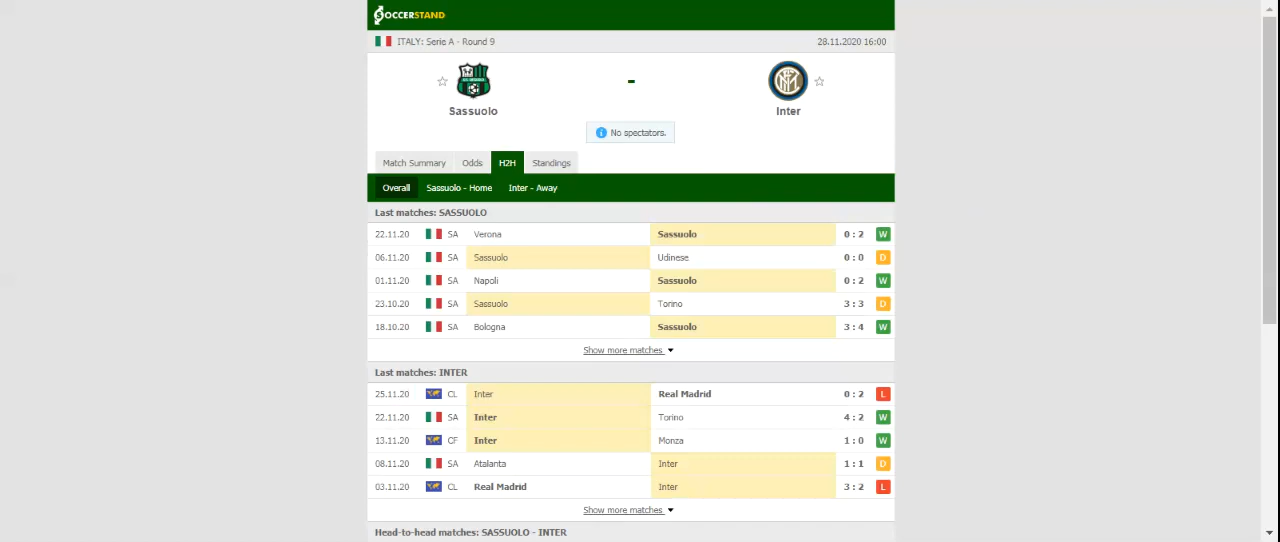 SOCCERSTAND
ITALY: Serie A - Round 9 28.11.2020 16:00
-
Sassuolo Inter
No spectators.
Match Summary Odds H2H Standings
Overall Sassuolo - Home Inter - Away
Last matches: SASSUOLO
22.11.20 SA Verona Sassuolo 0 : 2 W
06.11.20 SA Sassuolo Udinese 0 : 0 D
01.11.20 SA Napoli Sassuolo 0 : 2 W
23.10.20 SA Sassuolo Torino 3 : 3 D
18.10.20 SA Bologna Sassuolo 3 : 4 W
Show more matches
Last matches: INTER
25.11.20 CL Inter Real Madrid 0 : 2 L
22.11.20 SA Inter Torino 4 : 2 W
13.11.20 CF Inter Monza 1 : 0 W
08.11.20 SA Atalanta Inter 1 : 1 D
03.11.20 CL Real Madrid Inter 3 : 2 L
Show more matches
Head-to-head matches: SASSUOLO - INTER